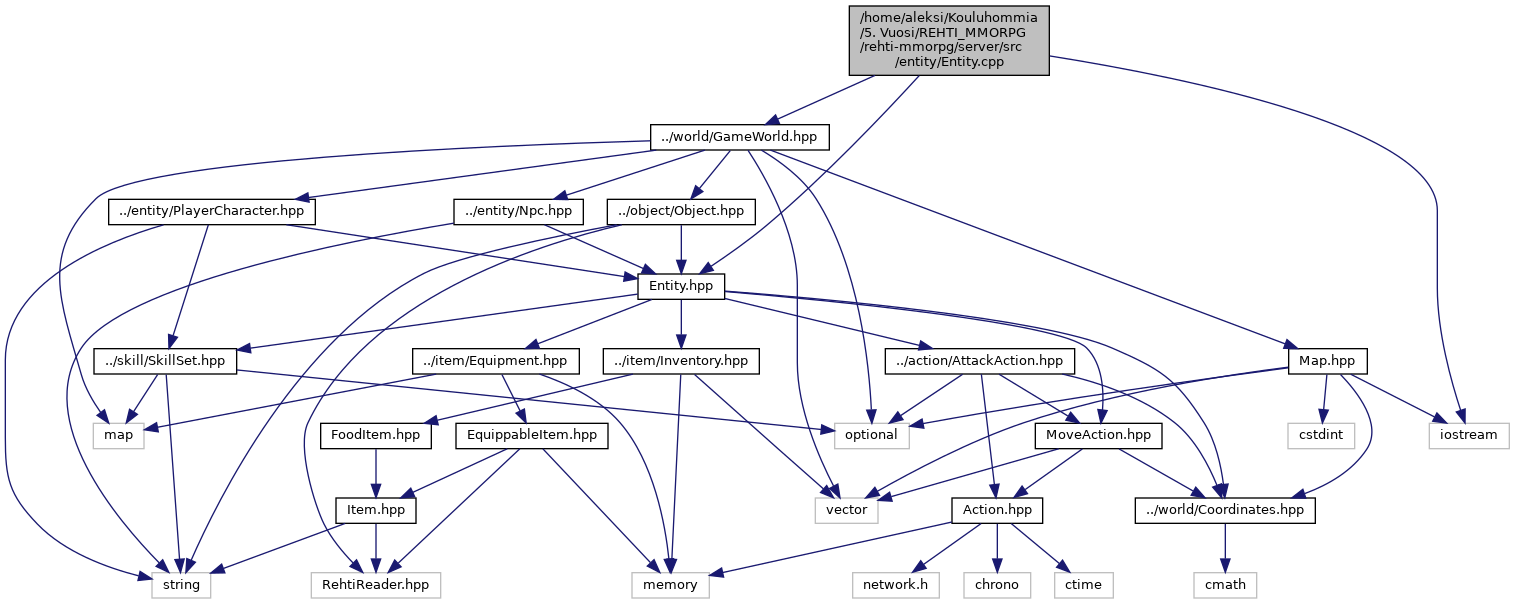 /home/aleksi/Kouluhommia
/5. Vuosi/REHTI_MMORPG
/rehti-mmorpg/server/src
/entity/Entity.cpp
../world/GameWorld.hpp
../entity/PlayerCharacter.hpp
../entity/Npc.hpp
../object/Object.hpp
Entity.hpp
../skill/SkillSet.hpp
../item/Equipment.hpp
../item/Inventory.hpp
../action/AttackAction.hpp
Map.hpp
map
FoodItem.hpp
EquippableItem.hpp
optional
MoveAction.hpp
cstdint
iostream
Item.hpp
vector
Action.hpp
../world/Coordinates.hpp
string
RehtiReader.hpp
memory
network.h
chrono
ctime
cmath